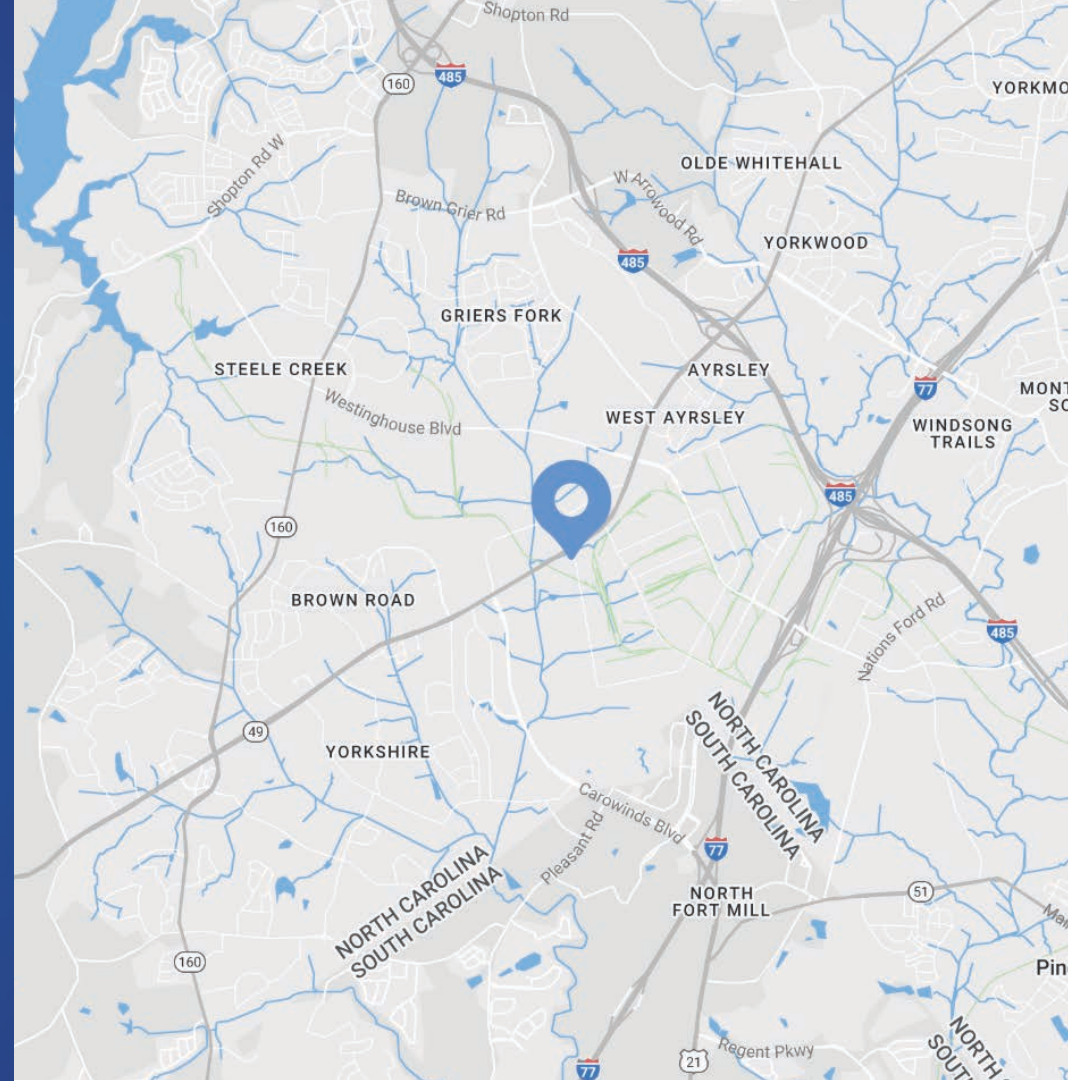 Shopton Rd
160
485
YORKMO
OLDE WHITEHALL
Shopton Rd W
W Arrowood Rd
Brown Grier Rd
YORKWOOD
485
GRIERS FORK
STEELE CREEK
AYRSLEY
77
MONT
SC
Westinghouse Blvd
WEST AYRSLEY
WINDSONG
TRAILS
485
160
BROWN ROAD
Nations Ford Rd
485
49
YORKSHIRE
NORTH CAROLINA
SOUTH CAROLINA
Carowinds Blvd
Pleasant Rd
77
NORTH CAROLINA
SOUTH CAROLINA
NORTH
FORT MILL
51
Mai
160
Pin
NORTH
SOUT
Regent Pkwy
21
77